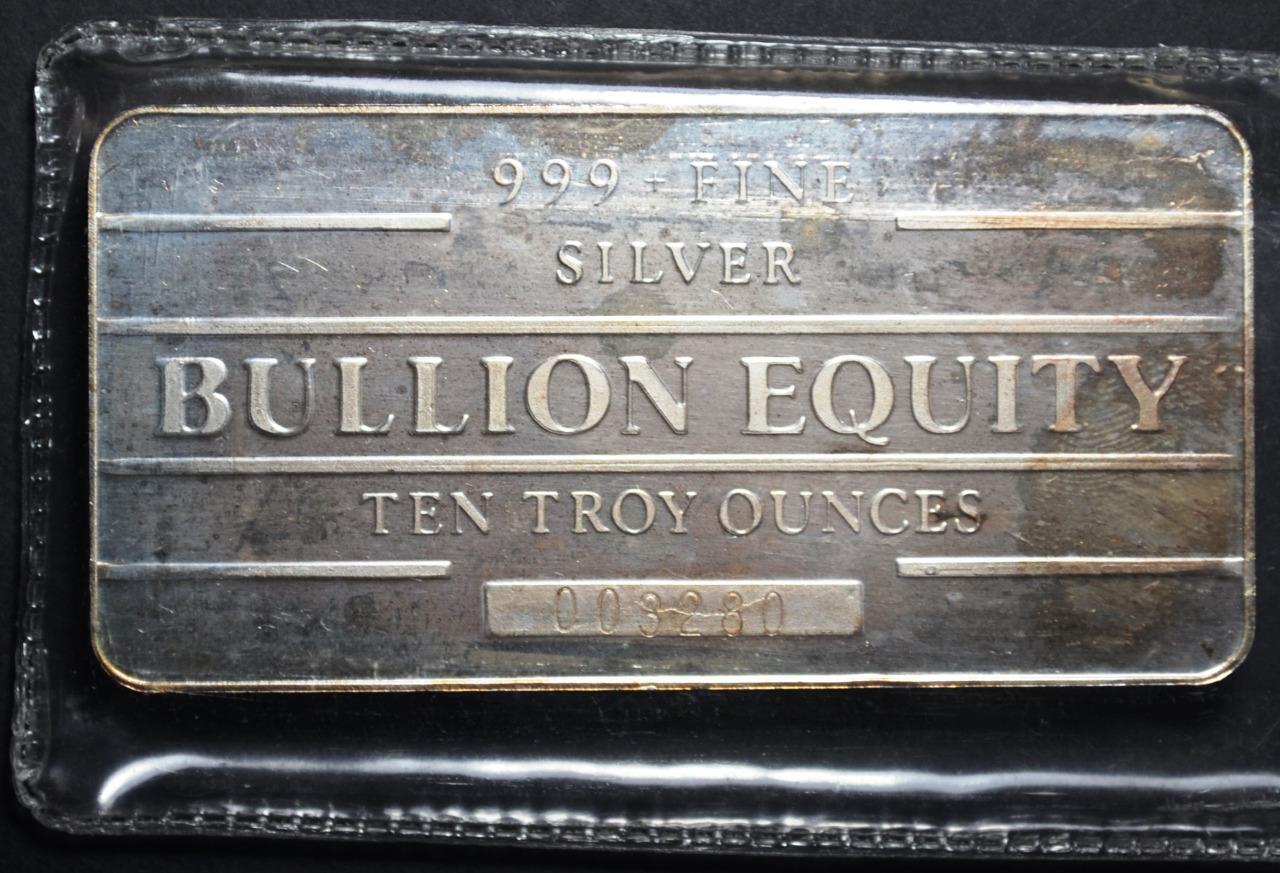 999 + FINE
SILVER
BULLION EQUITY
TEN TROY OUNCES
003280